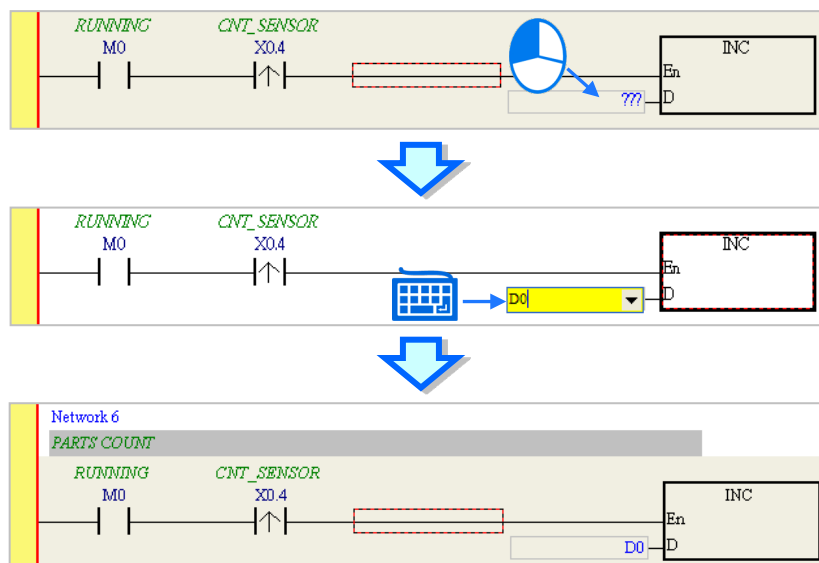 RUNNING CNT_SENSOR
M0 X0.4 INC
En
??? D
RUNNING CNT_SENSOR
M0 X0.4 INC
En
D0 D
Network 6
PARTS COUNT
RUNNING CNT_SENSOR
M0 X0.4 INC
En
D0 D